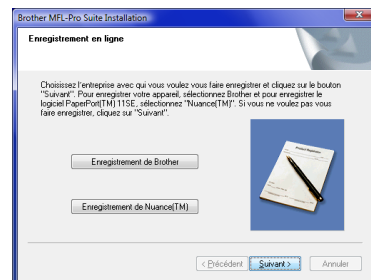 Brother MFL-Pro Suite Installation
Enregistrement en ligne
Choisissez l'entreprise avec qui vous voulez vous faire enregistrer et cliquez sur le bouton
"Suivant". Pour enregistrer votre appareil, sélectionnez Brother et pour enregistrer le
logiciel PaperPort(TM) 11SE, sélectionnez "Nuance(TM)". Si vous ne voulez pas vous
faire enregistrer, cliquez sur "Suivant".
Enregistrement de Brother
Enregistrement de Nuance(TM)
< Précédent Suivant > Annuler